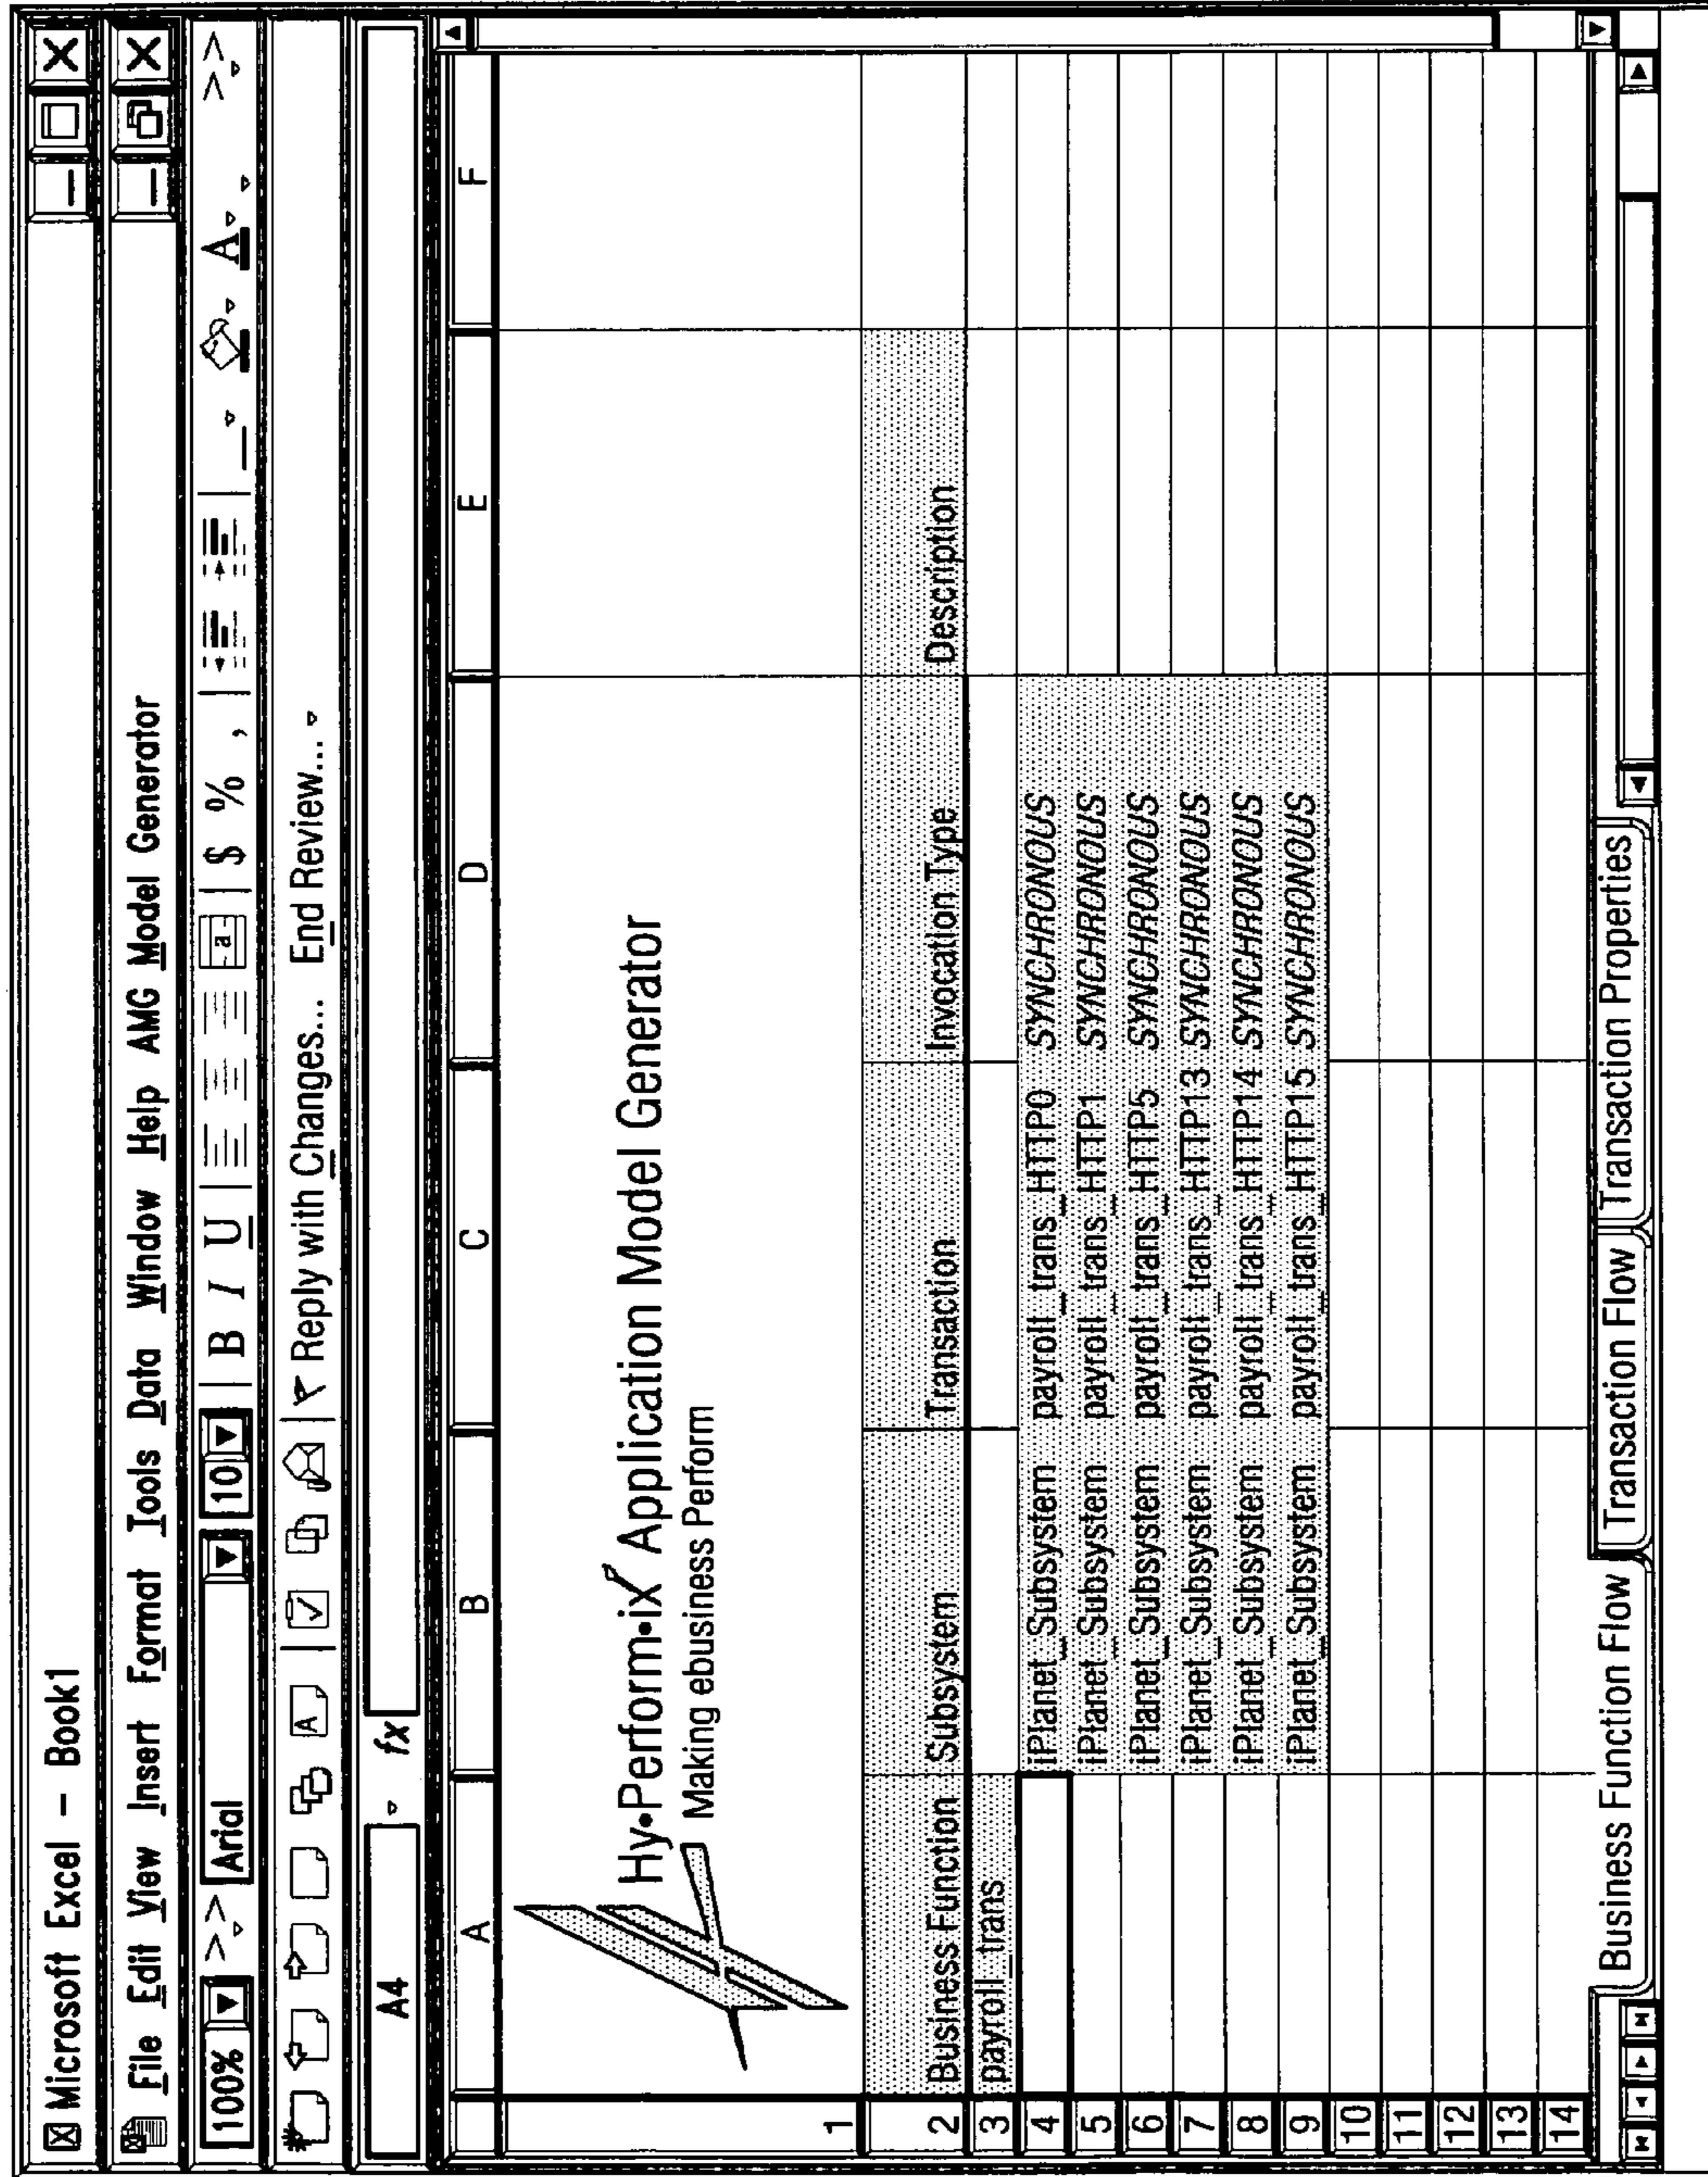 Microsoft Excel – Book1
File Edit View Insert Format Tools Data Window Help AMG Model Generator
100% >> Arial 10 B I U a $ % , A >>
A Reply with Changes... End Review...
A4 fx
A B C D E F
1 Hy•Perform•iX Application Model Generator
Making ebusiness Perform
2 Business Function Subsystem Transaction Invocation Type Description
3 payroll_trans
4 iPlanet_Subsystem payroll_trans_HTTP0 SYNCHRONOUS
5 iPlanet_Subsystem payroll_trans_HTTP1 SYNCHRONOUS
6 iPlanet_Subsystem payroll_trans_HTTP5 SYNCHRONOUS
7 iPlanet_Subsystem payroll_trans_HTTP13 SYNCHRONOUS
8 iPlanet_Subsystem payroll_trans_HTTP14 SYNCHRONOUS
9 iPlanet_Subsystem payroll_trans_HTTP15 SYNCHRONOUS
10
11
12
13
14
Business Function Flow Transaction Flow Transaction Properties